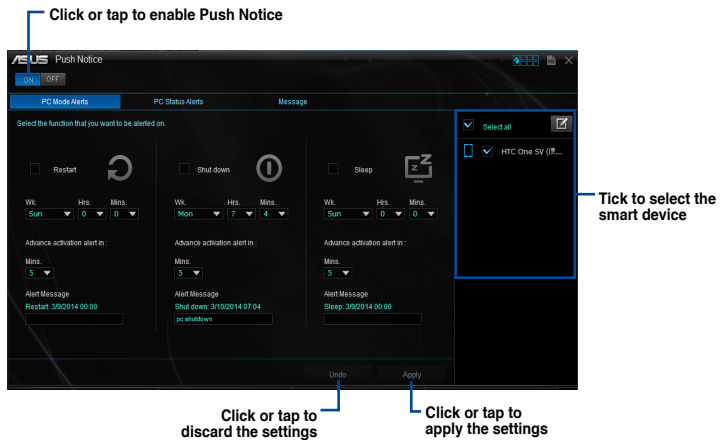 Click or tap to enable Push Notice
ASUS Push Notice
ON OFF
PC Mode Alerts PC Status Alerts Message
Select the function that you want to be alerted on.
Select all
HTC One SV (便...
Restart Shut down Sleep
Wk. Hrs. Mins. Wk. Hrs. Mins. Wk. Hrs. Mins.
Sun 0 0 Mon 7 4 Sun 0 0
Advance activation alert in : Advance activation alert in : Advance activation alert in :
Mins. Mins. Mins.
5 5 5
Alert Message Alert Message Alert Message
Restart: 3/9/2014 00:00 Shut down: 3/10/2014 07:04 Sleep: 3/9/2014 00:00
pc shutdown
Undo Apply
Tick to select the
smart device
Click or tap to
discard the settings
Click or tap to
apply the settings